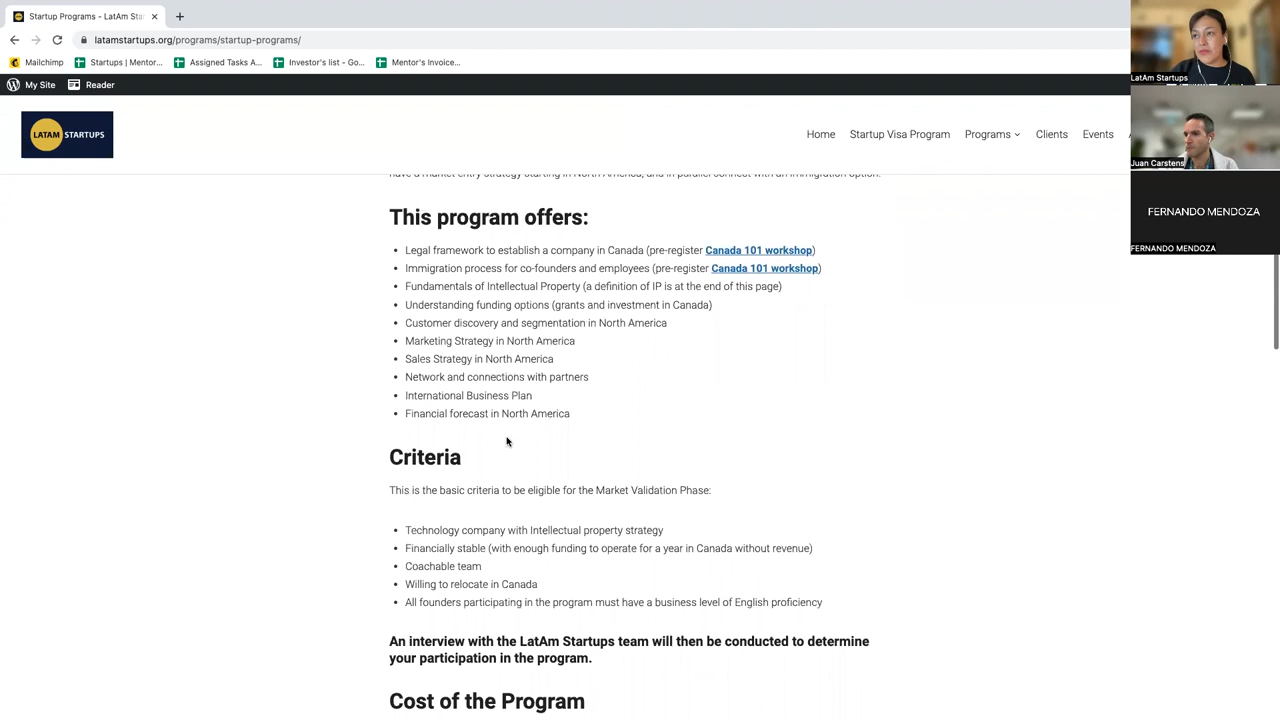 Startup Programs - LatAm Sta
latamstartups.org/programs/startup-programs/
Mailchimp
Startups | Mentor...
Assigned Tasks A...
Investor's list - Go...
Mentor's Invoice...
My Site
Reader
LATAM STARTUPS
Home
Startup Visa Program
Programs
Clients
Events
LatAm Startups
Juan Carstens
FERNANDO MENDOZA
FERNANDO MENDOZA
have a market entry strategy starting in North America, and in parallel connect with an immigration option.
This program offers:
• Legal framework to establish a company in Canada (pre-register Canada 101 workshop)
• Immigration process for co-founders and employees (pre-register Canada 101 workshop)
• Fundamentals of Intellectual Property (a definition of IP is at the end of this page)
• Understanding funding options (grants and investment in Canada)
• Customer discovery and segmentation in North America
• Marketing Strategy in North America
• Sales Strategy in North America
• Network and connections with partners
• International Business Plan
• Financial forecast in North America
Criteria
This is the basic criteria to be eligible for the Market Validation Phase:
• Technology company with Intellectual property strategy
• Financially stable (with enough funding to operate for a year in Canada without revenue)
• Coachable team
• Willing to relocate in Canada
• All founders participating in the program must have a business level of English proficiency
An interview with the LatAm Startups team will then be conducted to determine
your participation in the program.
Cost of the Program